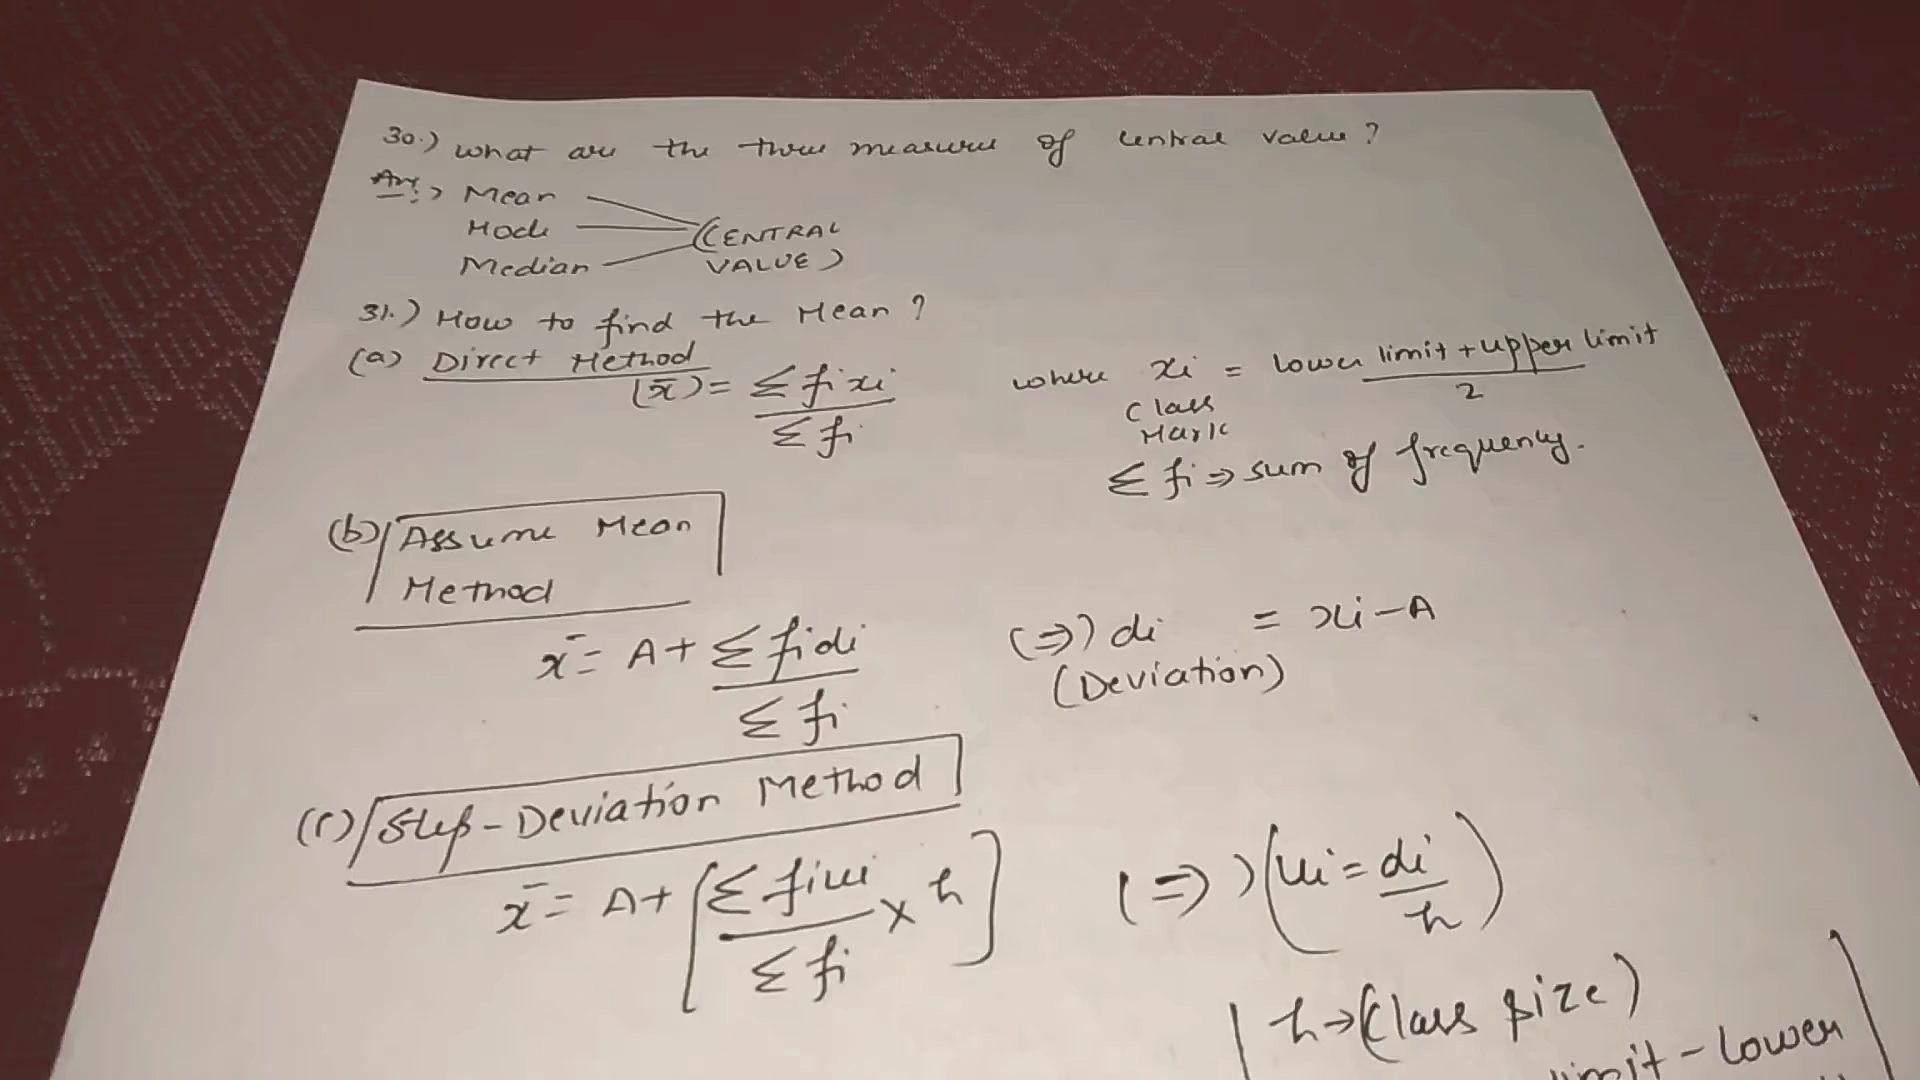 30.) What are the three measures of central value?
Ans:> Mean
Mode
Median
(CENTRAL
VALUE)
31.) How to find the Mean?
(a) Direct Method
(x̄) = Σfixi / Σfi
where xi = lower limit + upper limit / 2
Class
Mark
Σfi ⇒ sum of frequency.
(b) Assume Mean
Method
x̄ = A + Σfidi / Σfi
(⇒) di = xi - A
(Deviation)
(c) Step-Deviation Method
x̄ = A + [Σfiui / Σfi × h]
(⇒) (ui = di / h)
h → (Class size)
limit - lower